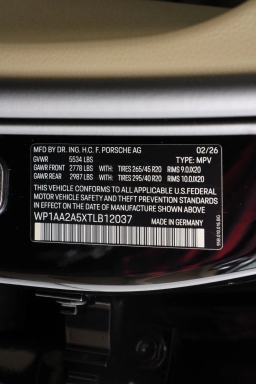 MFD BY DR. ING. H.C. F. PORSCHE AG 02/26
GVWR 5534 LBS TYPE: MPV
GAWR FRONT 2778 LBS WITH: TIRES 265/45 R20 RIMS 9.0JX20
GAWR REAR 2987 LBS WITH: TIRES 295/40 R20 RIMS 10.0JX20
THIS VEHICLE CONFORMS TO ALL APPLICABLE U.S.FEDERAL
MOTOR VEHICLE SAFETY BUMPER AND THEFT
PREVENTION STANDARDS IN EFFECT ON THE DATE OF
MANUFACTURE SHOWN ABOVE
WP1AA2A5XTLB12037
MADE IN GERMANY